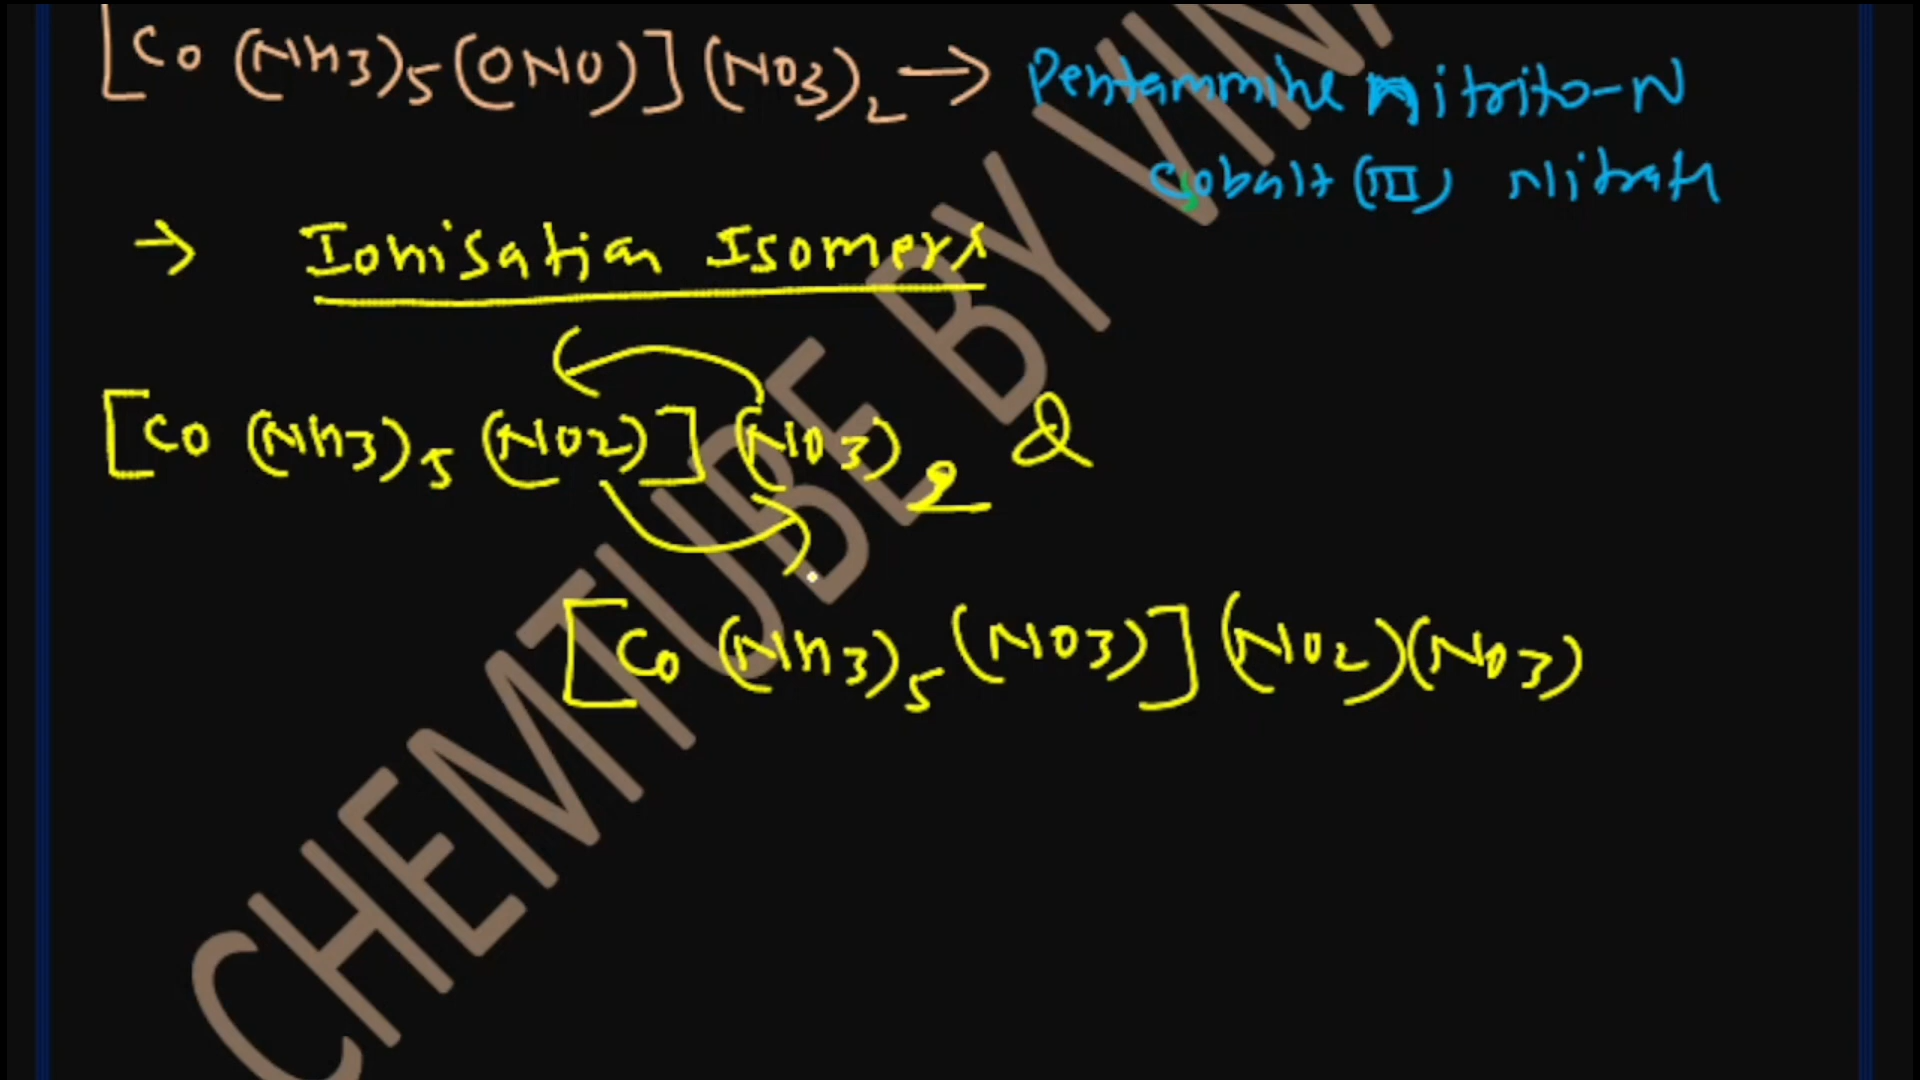 [Co (Nh3)5 (ONO)] (NO3)2 → Pentammine nitrito-N
Cobalt (III) Nitrate
→ Ionisation Isomers
[Co (Nh3)5 (NO2)] (NO3)2 &
[Co (Nh3)5 (NO3)] (NO2)(NO3)
CHEMTUBE BY VINA